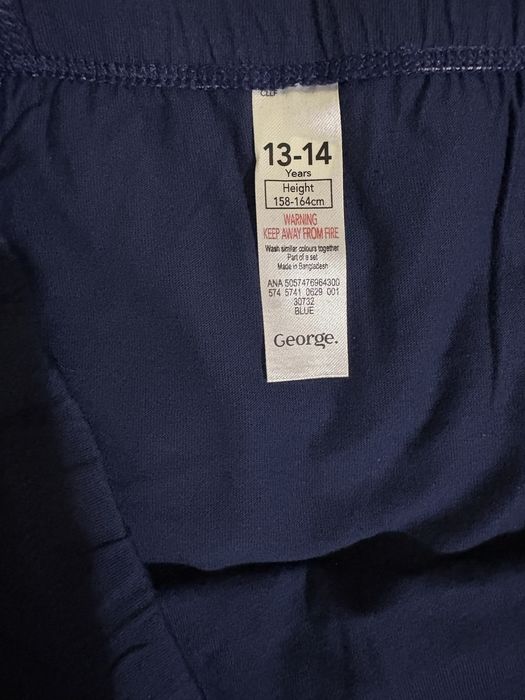 13-14
Years
Height
158-164cm
WARNING
KEEP AWAY FROM FIRE
Wash similar colours together
Part of a set
Made in Bangladesh
ANA 5057476964300
574 5741 0629 001
30732
BLUE
George.